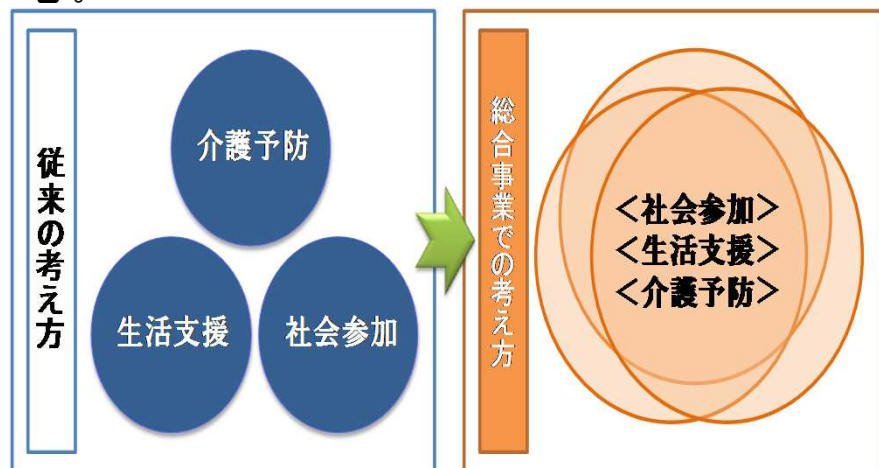 従来の考え方
介護予防
生活支援
社会参加
総合事業での考え方
<社会参加>
<生活支援>
<介護予防>